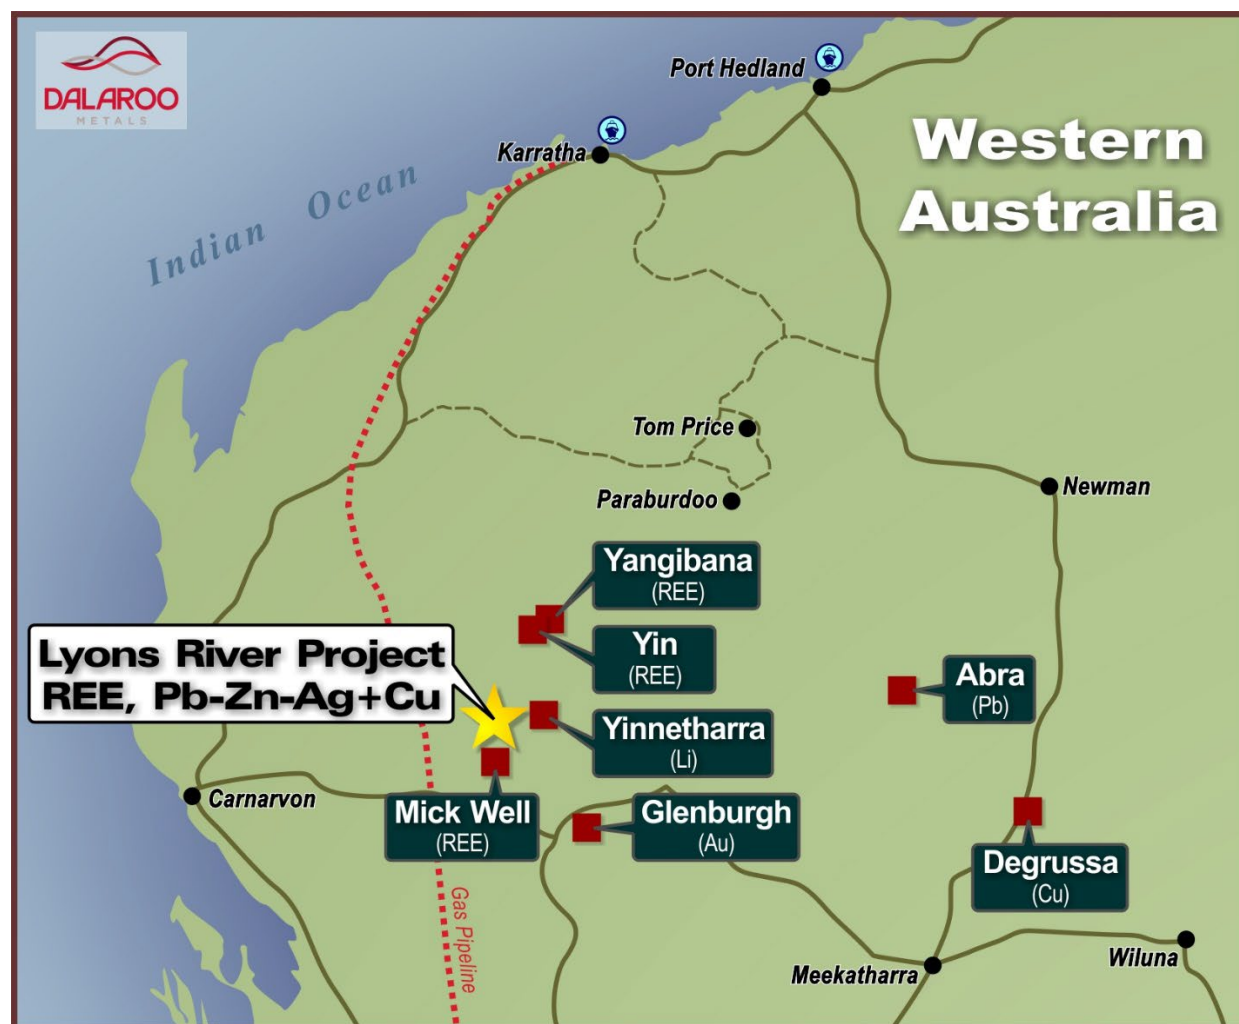 DALAROO
METALS
Port Hedland
Karratha
Western
Australia
Indian Ocean
Tom Price
Newman
Paraburdoo
Yangibana
(REE)
Yin
(REE)
Lyons River Project
REE, Pb-Zn-Ag+Cu
Abra
(Pb)
Yinnetharra
(Li)
Carnarvon
Mick Well
(REE)
Glenburgh
(Au)
Degrussa
(Cu)
Gas Pipeline
Meekatharra
Wiluna